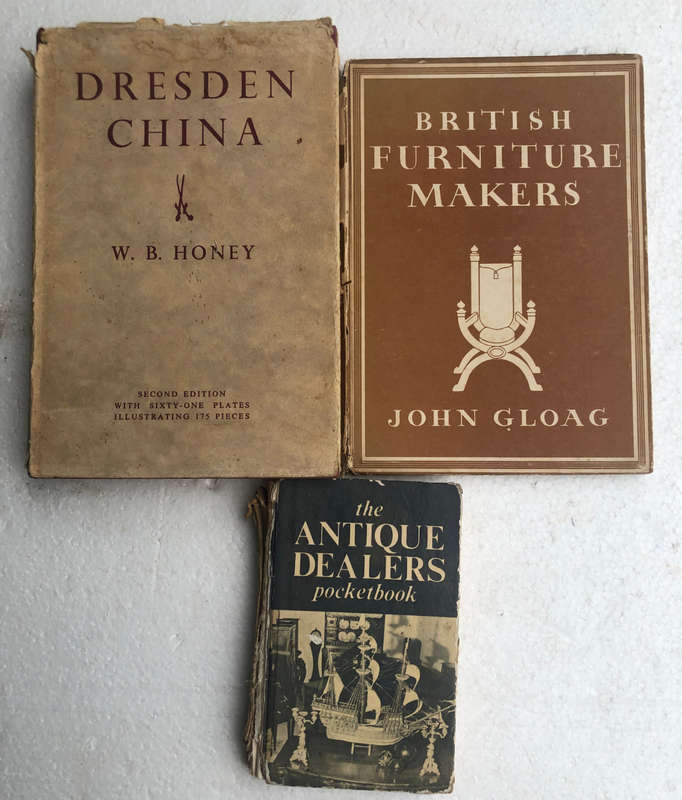 DRESDEN
CHINA
W. B. HONEY
SECOND EDITION
WITH SIXTY-ONE PLATES
ILLUSTRATING 175 PIECES
BRITISH
FURNITURE
MAKERS
JOHN GLOAG
the
ANTIQUE
DEALERS
pocketbook